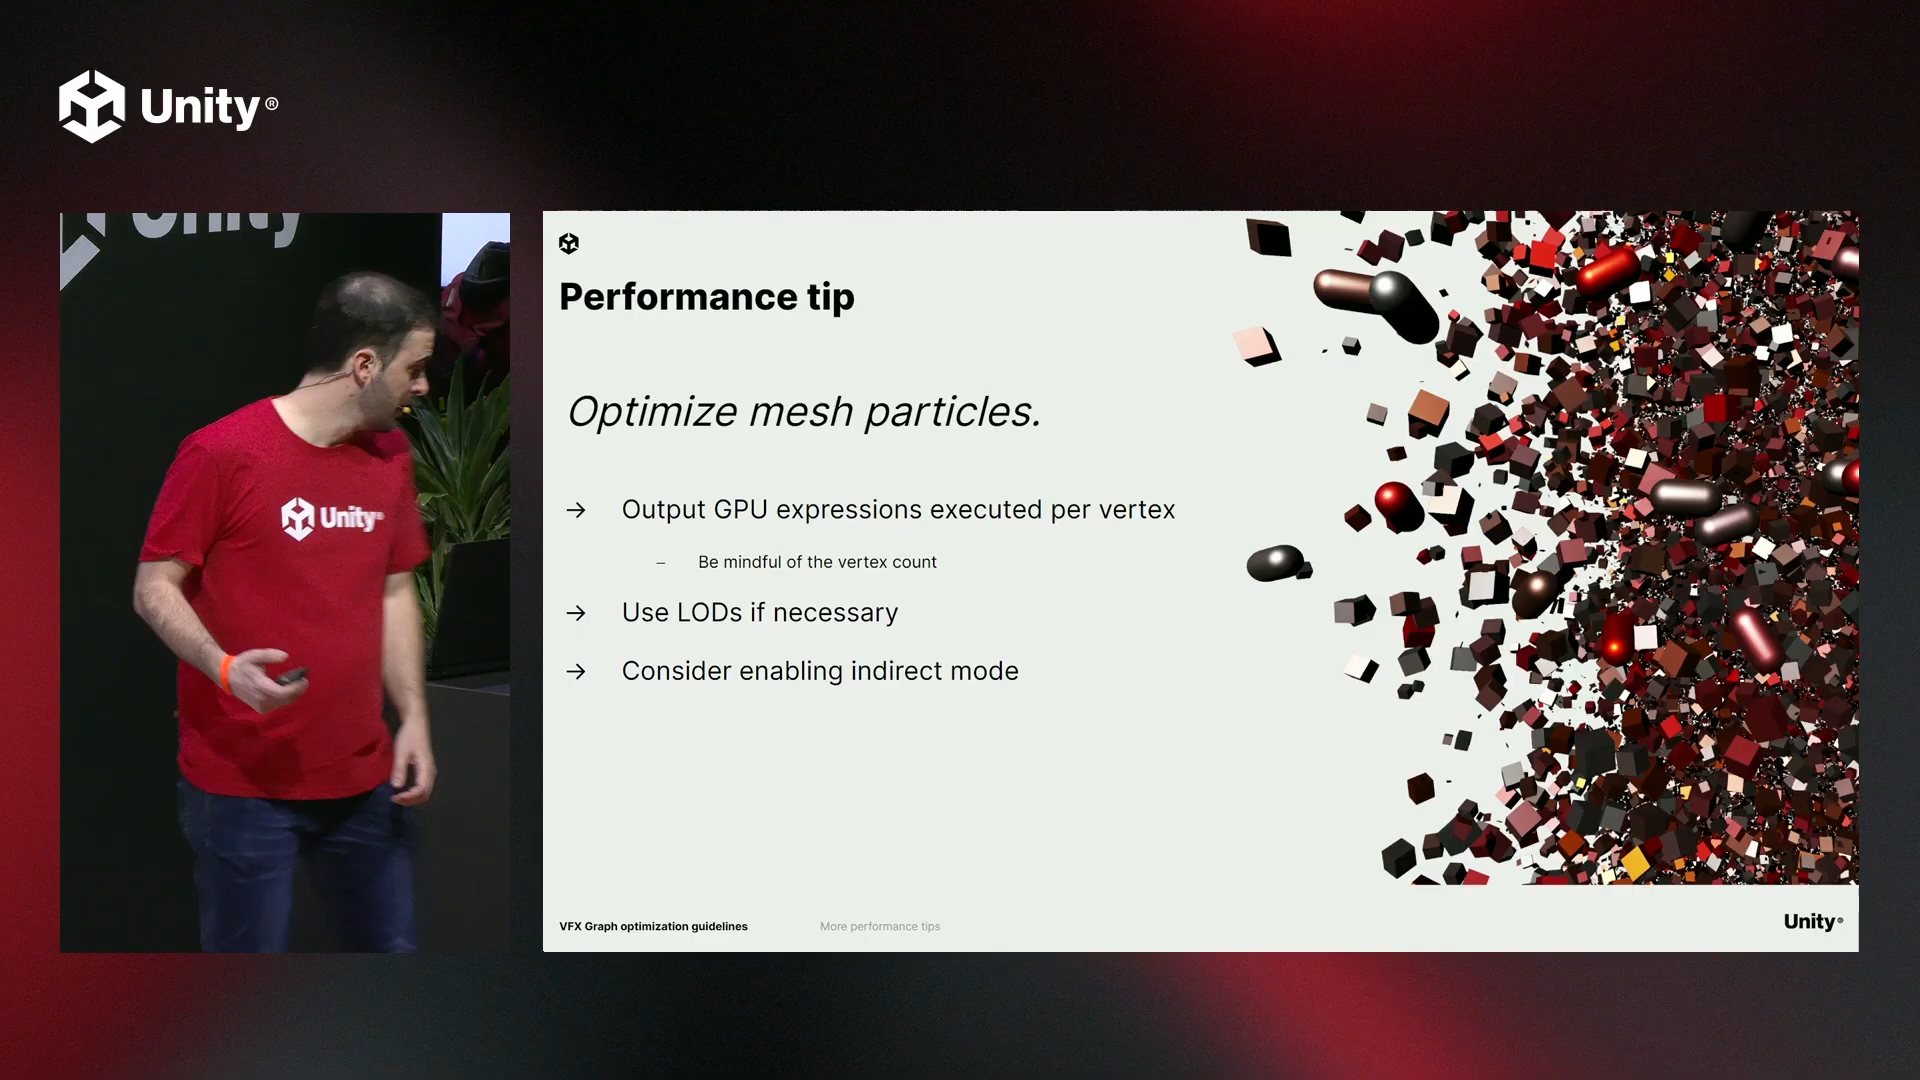 Unity®
Unity
Unity®
Performance tip
Optimize mesh particles.
→ Output GPU expressions executed per vertex
– Be mindful of the vertex count
→ Use LODs if necessary
→ Consider enabling indirect mode
VFX Graph optimization guidelines
More performance tips
Unity®